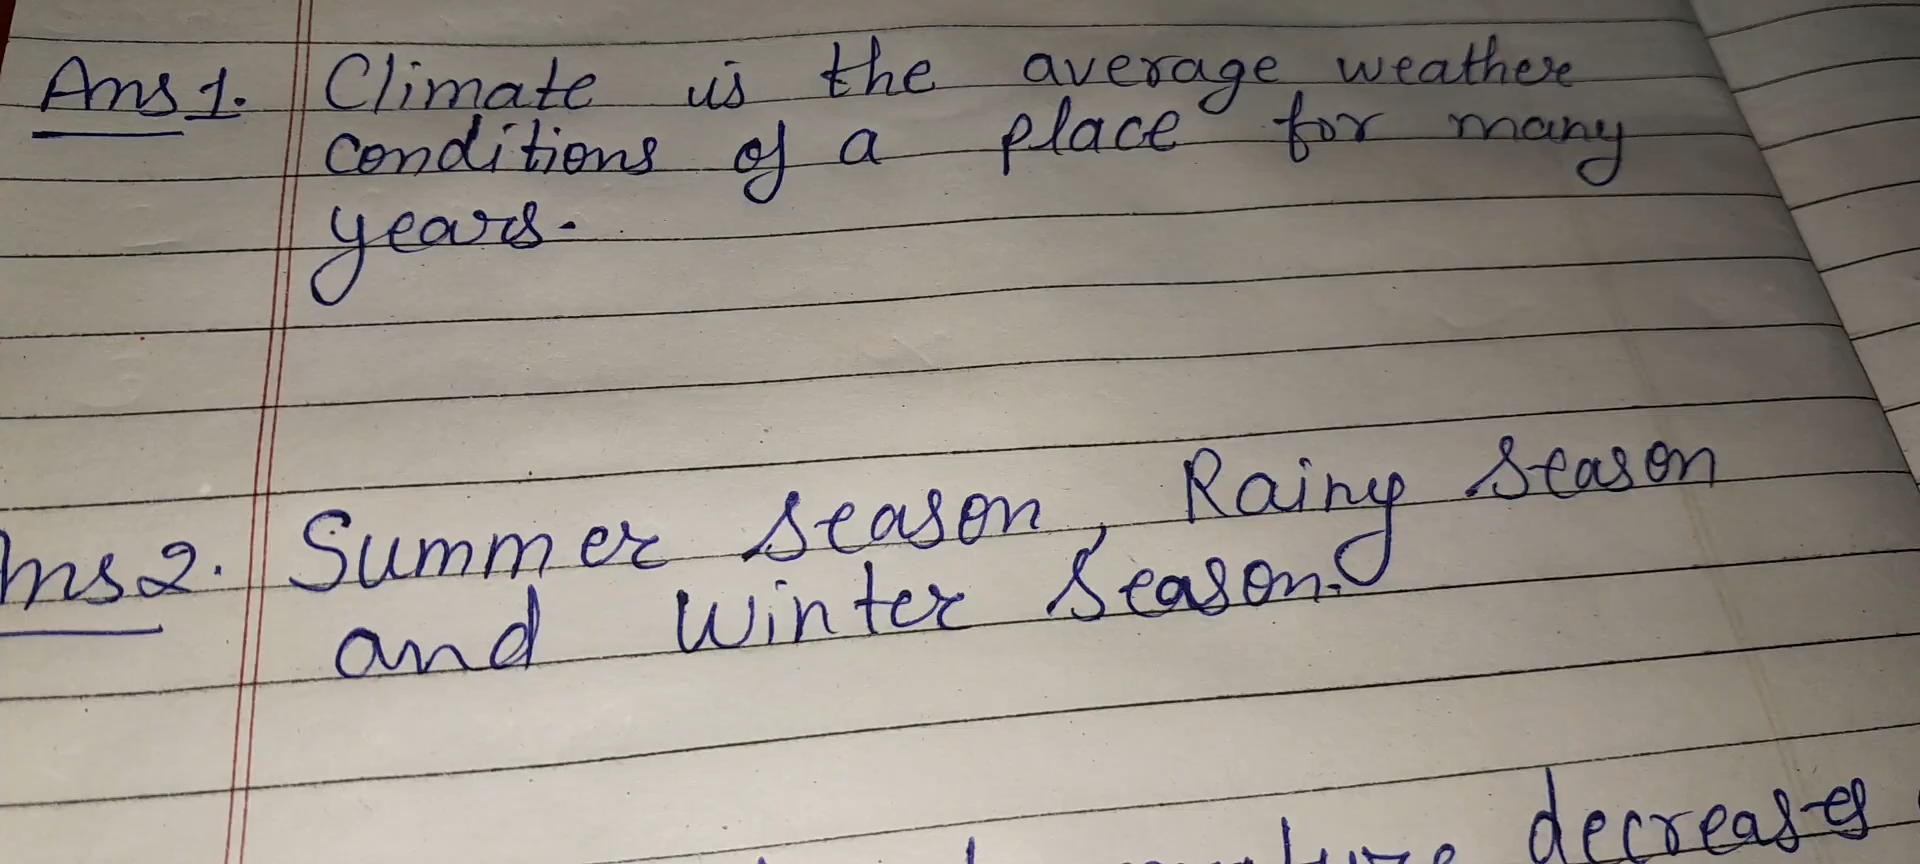 Ans 1. Climate is the average weather
conditions of a place for many
years.
Ans 2. Summer season, Rainy season
and Winter season.
decreases